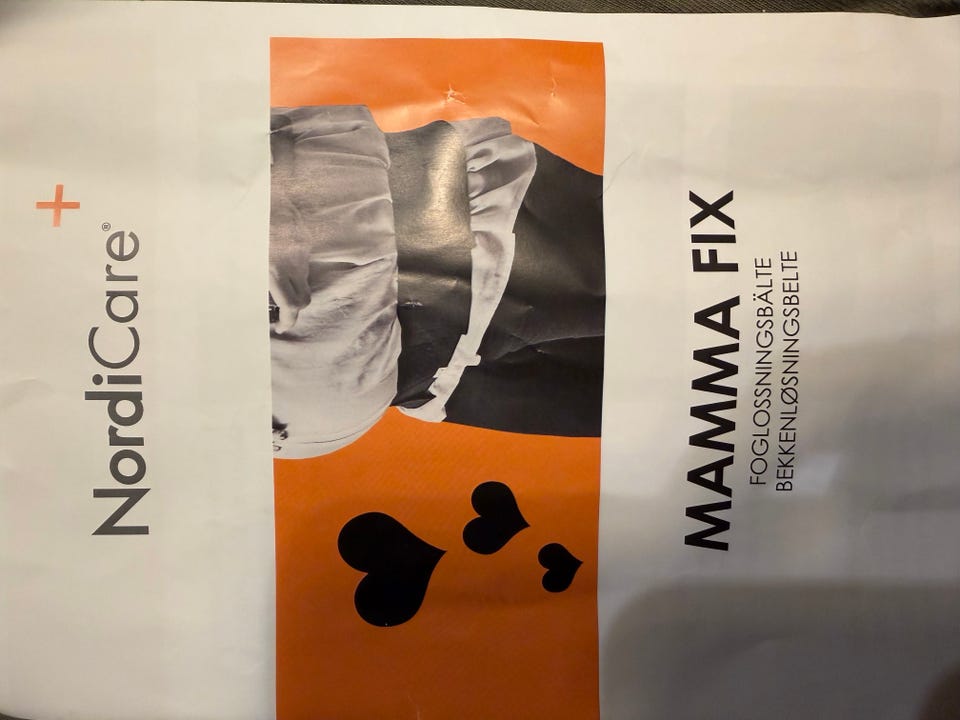 NordiCare®
MAMMA FIX
FOGLOSSNINGSBÄLTE
BEKKENLØSNINGSBELTE